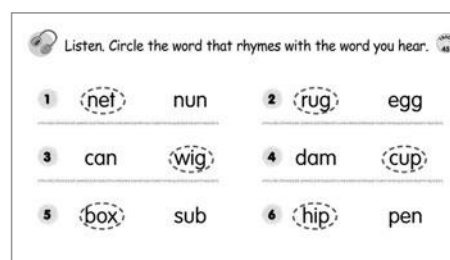 Listen. Circle the word that rhymes with the word you hear.
1 net nun 2 rug egg
3 can wig 4 dam cup
5 box sub 6 hip pen